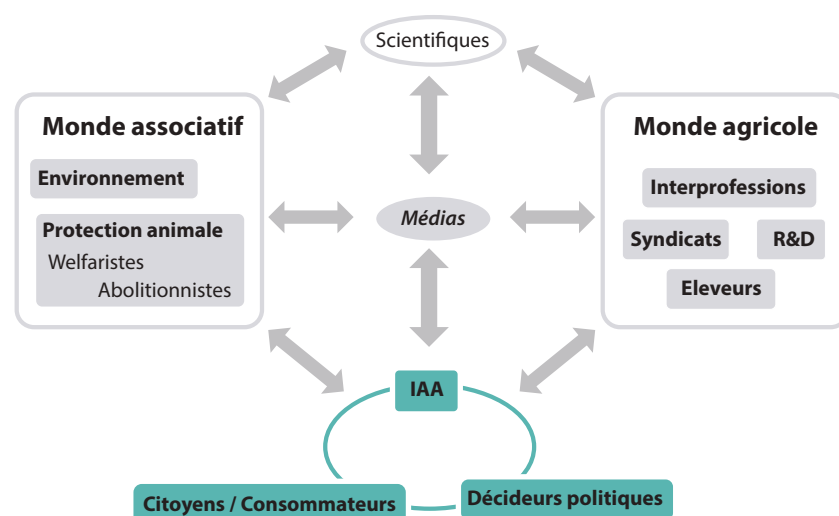 Scientifiques
Monde associatif
Environnement
Protection animale
Welfaristes
Abolitionnistes
Médias
Monde agricole
Interprofessions
Syndicats
R&D
Eleveurs
IAA
Citoyens / Consommateurs
Décideurs politiques